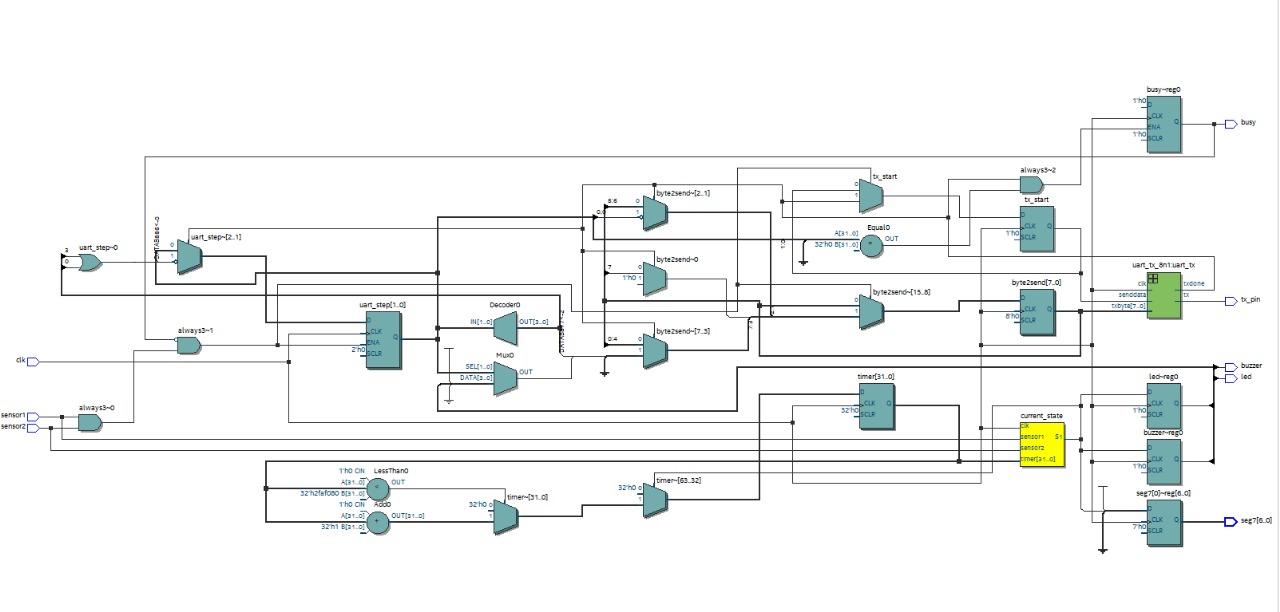 busy~reg0
1'h0 D
CLK
ENA
1'h0 SCLR
Q
busy
always3~2
tx_start
0
1
tx_start
D
CLK
1'h0 SCLR
Q
byte2send~[2..1]
5:6 0
1
0:0
Equal0
A[31..0]
32'h0 B[31..0]
=
OUT
1:0
uart_step~0
3
0
uart_step~[2..1]
0
1
byte2send~0
7 0
1'h0 1
uart_tx_8n1:uart_tx
clk
senddata
txbyte[7..0]
txdone
tx
tx_pin
byte2send~[15..8]
0
1
byte2send[7..0]
D
CLK
8'h0 SCLR
Q
uart_step[1..0]
D
CLK
ENA
2'h0 SCLR
Q
Decoder0
IN[1..0]
OUT[3..0]
byte2send~[7..3]
0:4 0
1
always3~1
clk
Mux0
SEL[1..0]
DATA[3..0]
OUT
buzzer
led
timer[31..0]
D
CLK
32'h0 SCLR
Q
led~reg0
D
CLK
1'h0 SCLR
Q
always3~0
sensor1
sensor2
current_state
clk
sensor1
sensor2
timer[31..0]
S1
buzzer~reg0
D
CLK
1'h0 SCLR
Q
LessThan0
1'h0 CIN
A[31..0]
32'h2faf080 B[31..0]
<
OUT
Add0
1'h0 CIN
A[31..0]
32'h1 B[31..0]
+
OUT[31..0]
timer~[31..0]
32'h0 0
1
timer~[63..32]
32'h0 0
1
seg7[0]~reg[6..0]
D
CLK
7'h0 SCLR
Q
seg7[6..0]